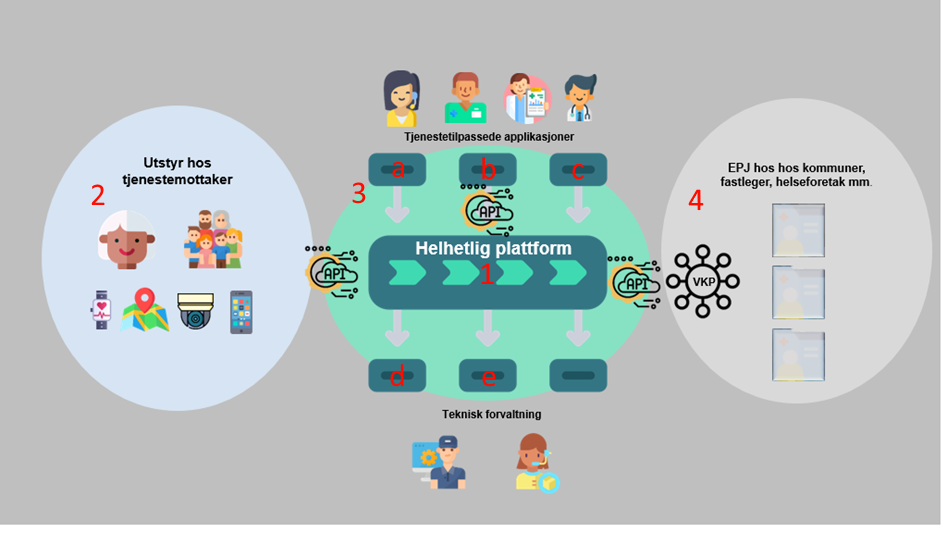 Tjenestetilpassede applikasjoner
Utstyr hos
tjenestemottaker
2
3
a
b
c
API
Helhetlig plattform
1
API
API
EPJ hos hos kommuner,
fastleger, helseforetak mm.
4
VKP
d
e
Teknisk forvaltning